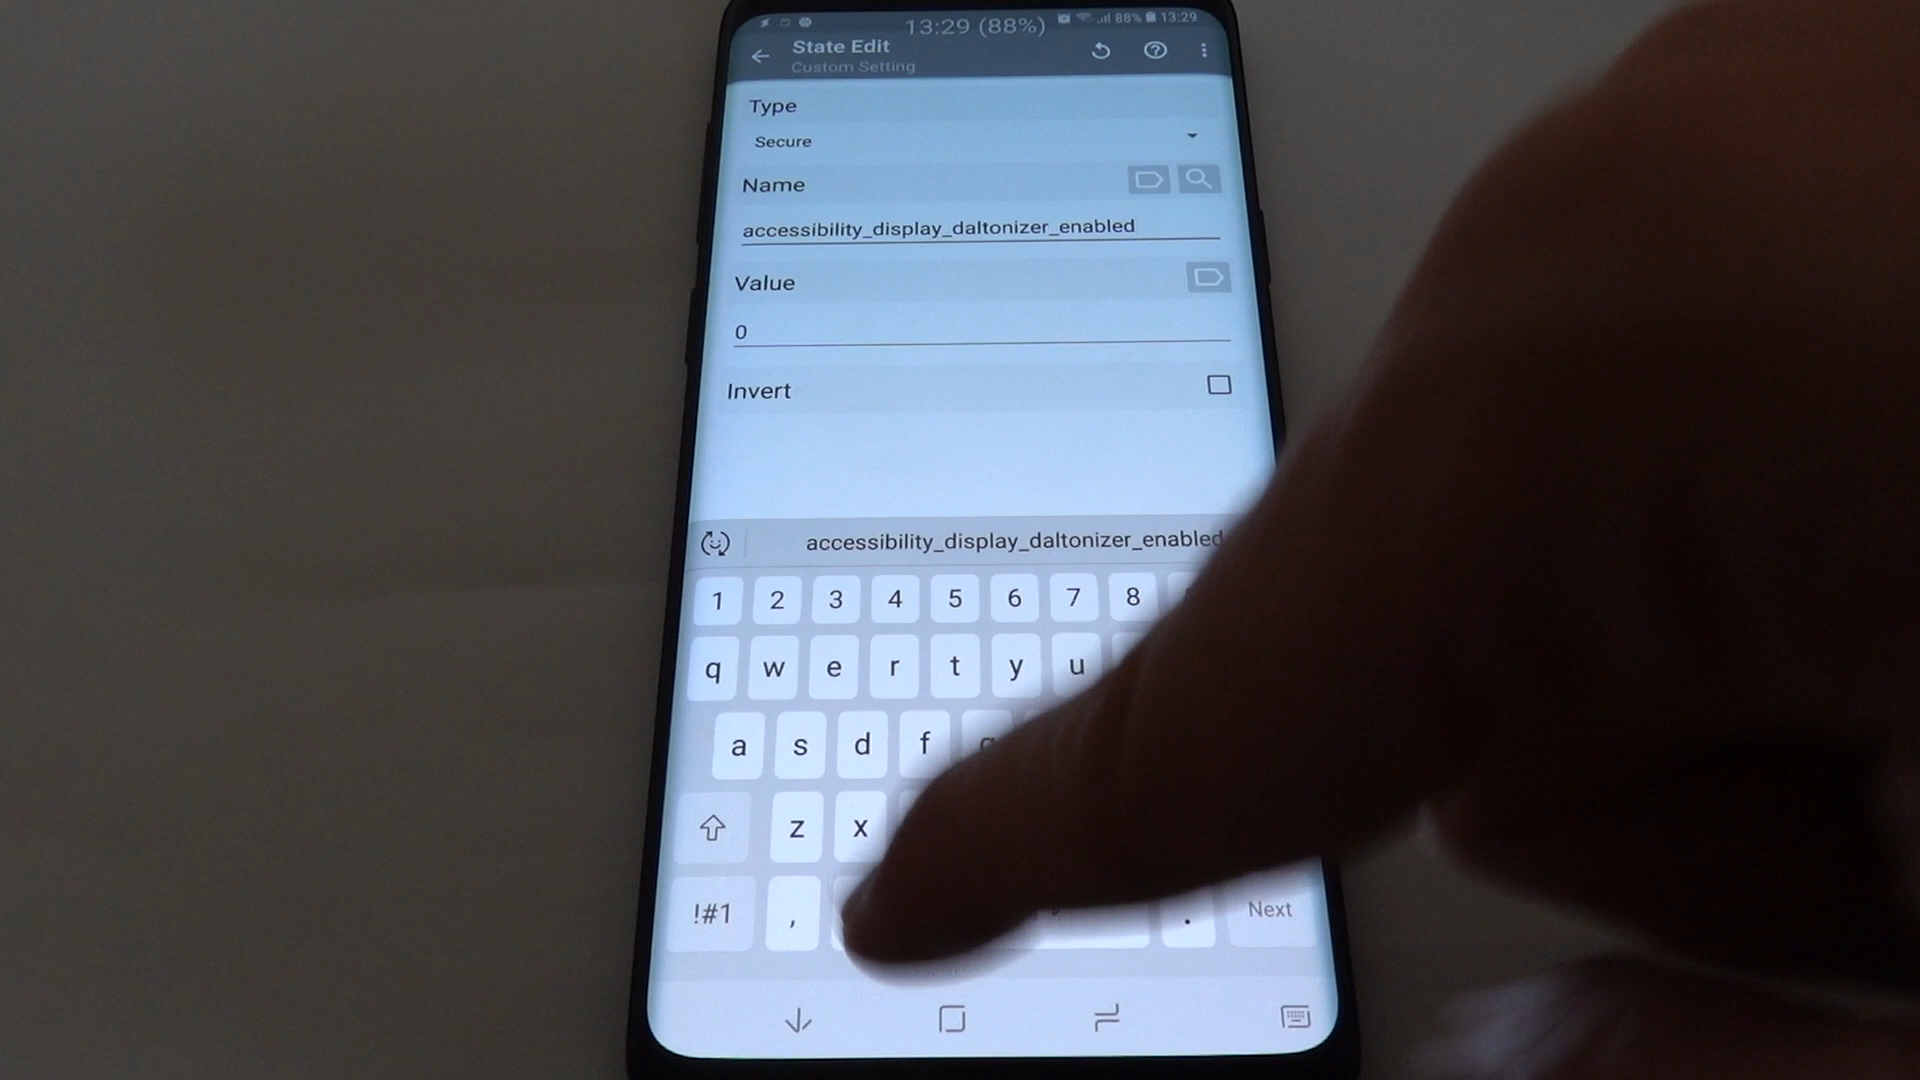 13:29 (88%)
88% 13:29
State Edit
Custom Setting
Type
Secure
Name
accessibility_display_daltonizer_enabled
Value
0
Invert
accessibility_display_daltonizer_enabled
1 2 3 4 5 6 7 8
q w e r t y u
a s d f
z x
!#1 , . Next